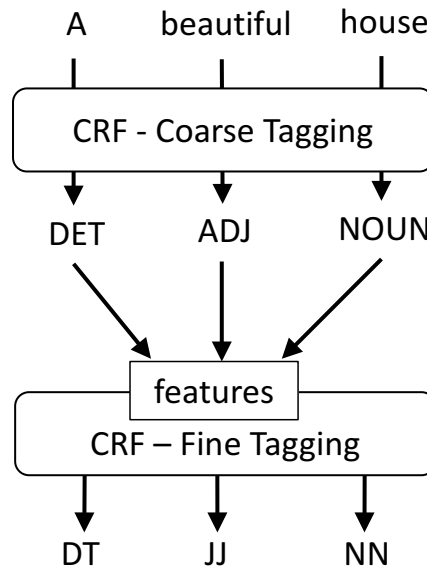 A beautiful house
CRF - Coarse Tagging
DET ADJ NOUN
features
CRF – Fine Tagging
DT JJ NN